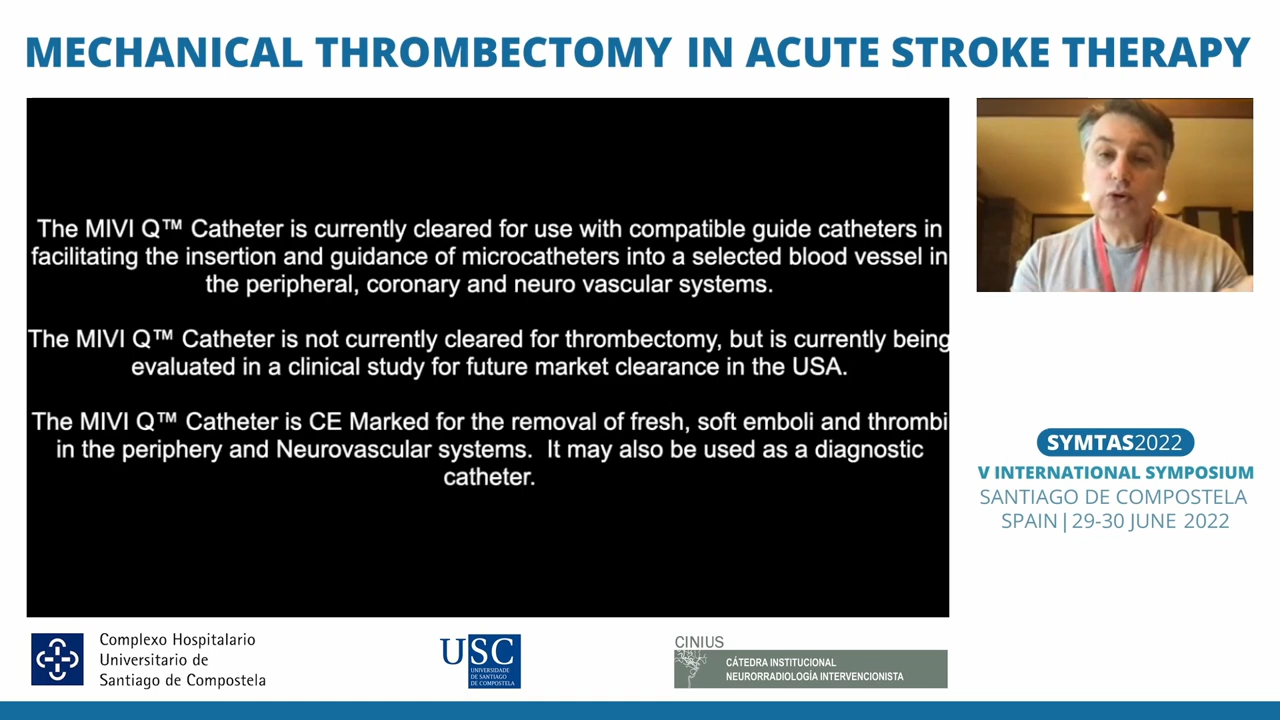 MECHANICAL THROMBECTOMY IN ACUTE STROKE THERAPY
The MIVI Q™ Catheter is currently cleared for use with compatible guide catheters in
facilitating the insertion and guidance of microcatheters into a selected blood vessel in
the peripheral, coronary and neuro vascular systems.
The MIVI Q™ Catheter is not currently cleared for thrombectomy, but is currently being
evaluated in a clinical study for future market clearance in the USA.
The MIVI Q™ Catheter is CE Marked for the removal of fresh, soft emboli and thrombi
in the periphery and Neurovascular systems.  It may also be used as a diagnostic
catheter.
SYMTAS2022
V INTERNATIONAL SYMPOSIUM
SANTIAGO DE COMPOSTELA
SPAIN | 29-30 JUNE 2022
Complexo Hospitalario
Universitario de
Santiago de Compostela
USC
UNIVERSIDADE
DE SANTIAGO
DE COMPOSTELA
CINIUS
CÁTEDRA INSTITUCIONAL
NEURORRADIOLOGÍA INTERVENCIONISTA